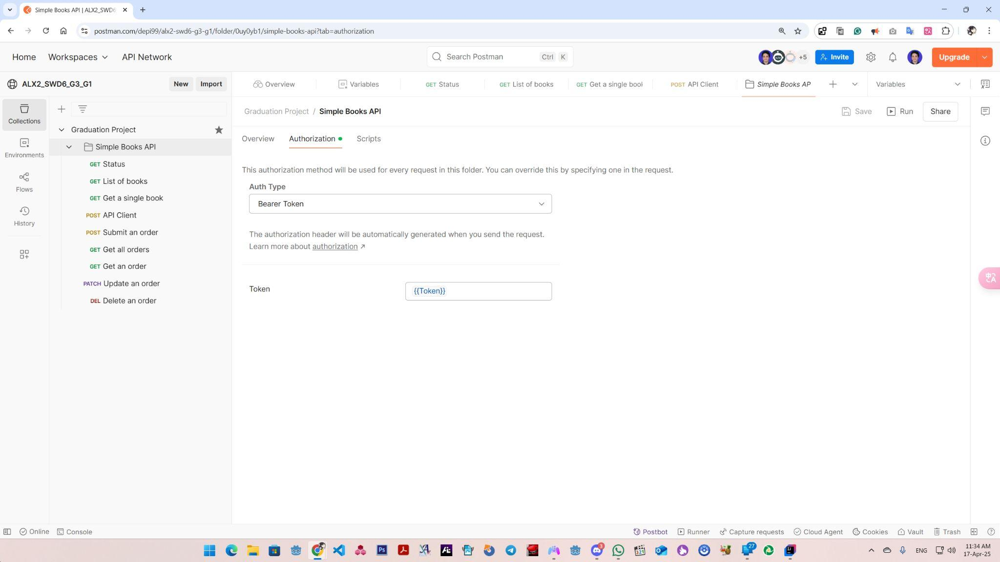 Simple Books API | ALX2_SWD6
postman.com/depi99/alx2-swd6-g3-g1/folder/0uy0yb1/simple-books-api?tab=authorization
Home
Workspaces
API Network
Search Postman
Ctrl
K
+5
Invite
Upgrade
ALX2_SWD6_G3_G1
New
Import
Overview
Variables
GET Status
GET List of books
GET Get a single book
POST API Client
Simple Books AP
Variables
Collections
Environments
Flows
History
Graduation Project
Simple Books API
GET Status
GET List of books
GET Get a single book
POST API Client
POST Submit an order
GET Get all orders
GET Get an order
PATCH Update an order
DEL Delete an order
Graduation Project / Simple Books API
Save
Run
Share
Overview
Authorization
Scripts
This authorization method will be used for every request in this folder. You can override this by specifying one in the request.
Auth Type
Bearer Token
The authorization header will be automatically generated when you send the request.
Learn more about authorization ↗
Token
{{Token}}
Online
Console
Postbot
Runner
Capture requests
Cloud Agent
Cookies
Vault
Trash
Ps
321
3
27
ENG
11:34 AM
17-Apr-25